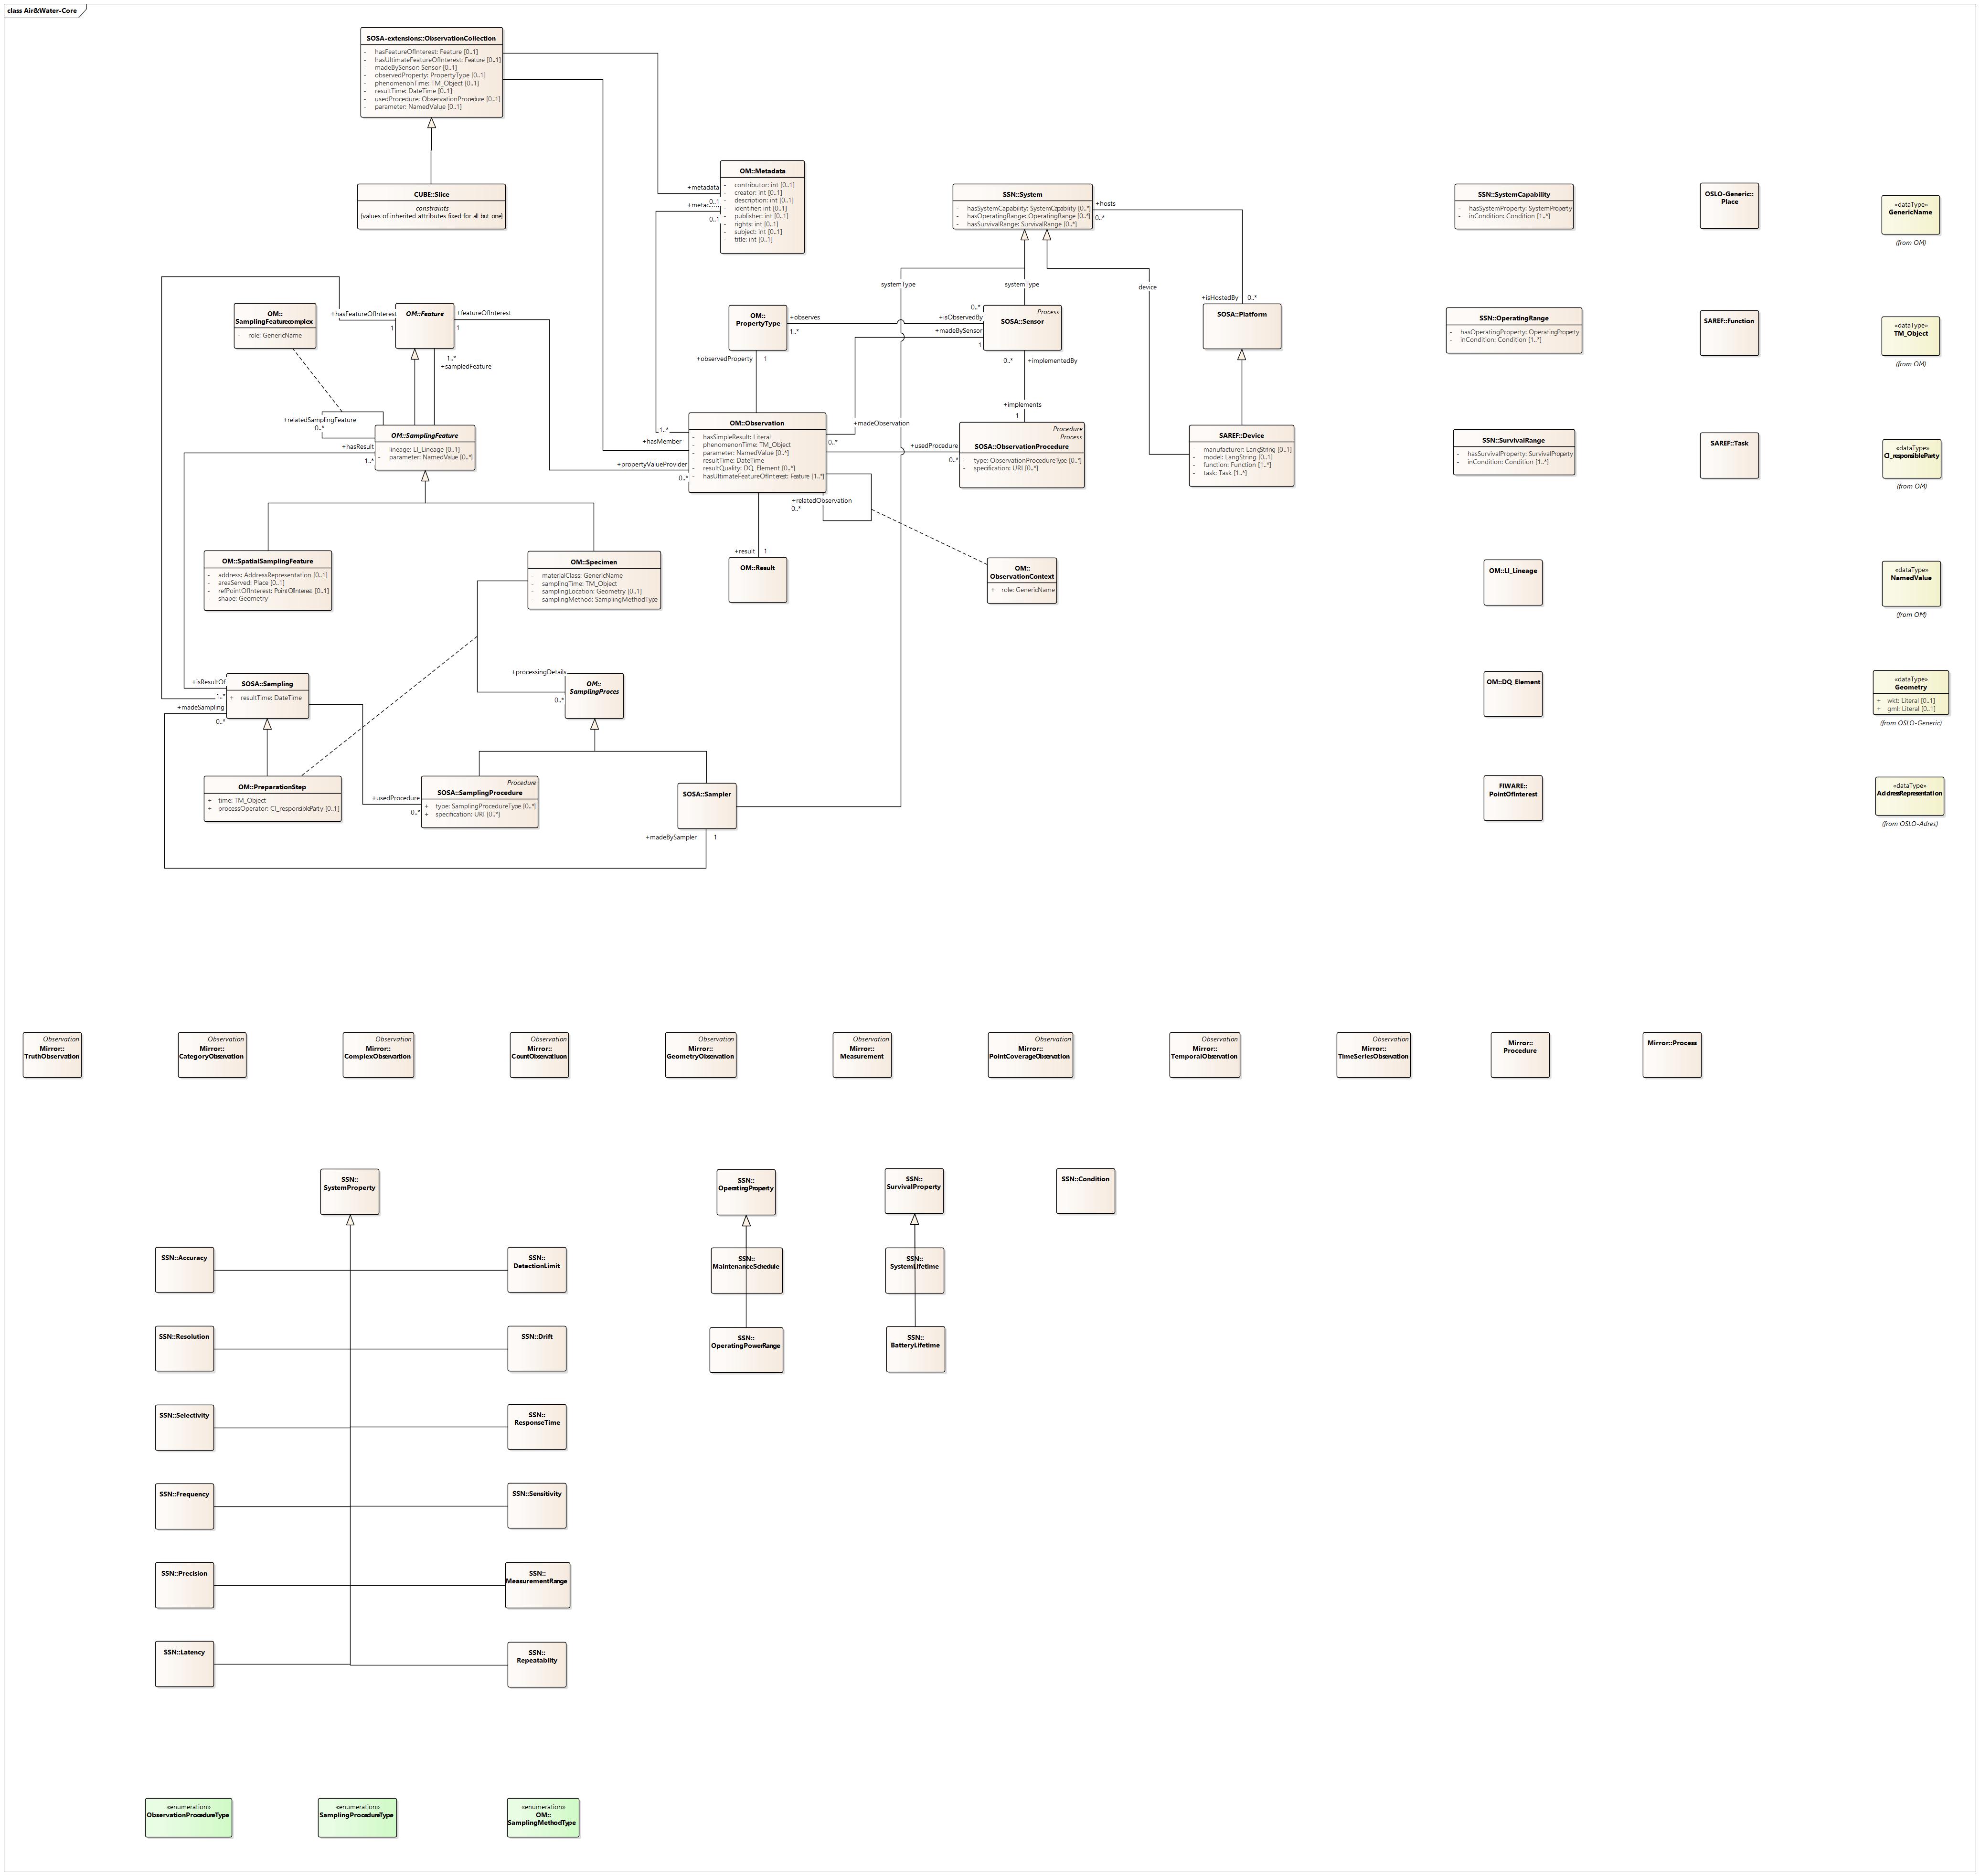 class Air&Water-Core
SOSA-extensions::ObservationCollection
- hasFeatureOfInterest: Feature [0..1]
- hasUltimateFeatureOfInterest: Feature [0..1]
- madeBySensor: Sensor [0..1]
- observedProperty: PropertyType [0..1]
- phenomenonTime: TM_Object [0..1]
- resultTime: DateTime [0..1]
- usedProcedure: ObservationProcedure [0..1]
- parameter: NamedValue [0..1]
CUBE::Slice
constraints
{values of inherited attributes fixed for all but one}
OM::Metadata
- contributor: int [0..1]
- creator: int [0..1]
- description: int [0..1]
- identifier: int [0..1]
- publisher: int [0..1]
- rights: int [0..1]
- subject: int [0..1]
- title: int [0..1]
+metadata
0..1
+metadata
0..1
SSN::System
- hasSystemCapability: SystemCapability [0..*]
- hasOperatingRange: OperatingRange [0..*]
- hasSurvivalRange: SurvivalRange [0..*]
+hosts
0..*
SSN::SystemCapability
- hasSystemProperty: SystemProperty
- inCondition: Condition [1..*]
OSLO-Generic::
Place
«dataType»
GenericName
(from OM)
systemType
systemType
device
+isHostedBy
0..*
OM::
SamplingFeaturecomplex
- role: GenericName
+hasFeatureOfInterest
1
OM::Feature
+featureOfInterest
1
1..*
+sampledFeature
OM::
PropertyType
+observes
1..*
0..*
+isObservedBy
+madeBySensor
1
Process
SOSA::Sensor
SOSA::Platform
SSN::OperatingRange
- hasOperatingProperty: OperatingProperty
- inCondition: Condition [1..*]
SAREF::Function
«dataType»
TM_Object
(from OM)
+observedProperty
1
0..*
+implementedBy
+implements
1
+relatedSamplingFeature
0..*
+hasResult
1..*
OM::SamplingFeature
- lineage: LI_Lineage [0..1]
- parameter: NamedValue [0..*]
1..*
+hasMember
+propertyValueProvider
0..*
OM::Observation
- hasSimpleResult: Literal
- phenomenonTime: TM_Object
- parameter: NamedValue [0..*]
- resultTime: DateTime
- resultQuality: DQ_Element [0..*]
- hasUltimateFeatureOfInterest: Feature [1..*]
+madeObservation
0..*
+usedProcedure
0..*
Procedure
Process
SOSA::ObservationProcedure
- type: ObservationProcedureType [0..*]
- specification: URI [0..*]
SAREF::Device
- manufacturer: LangString [0..1]
- model: LangString [0..1]
- function: Function [1..*]
- task: Task [1..*]
SSN::SurvivalRange
- hasSurvivalProperty: SurvivalProperty
- inCondition: Condition [1..*]
SAREF::Task
«dataType»
CI_responsibleParty
(from OM)
+relatedObservation
0..*
OM::SpatialSamplingFeature
- address: AddressRepresentation [0..1]
- areaServed: Place [0..1]
- refPointOfInterest: PointOfInterest [0..1]
- shape: Geometry
OM::Specimen
- materialClass: GenericName
- samplingTime: TM_Object
- samplingLocation: Geometry [0..1]
- samplingMethod: SamplingMethodType
+result
1
OM::Result
OM::
ObservationContext
+ role: GenericName
OM::LI_Lineage
«dataType»
NamedValue
(from OM)
+isResultOf
1..*
+madeSampling
0..*
SOSA::Sampling
+ resultTime: DateTime
+processingDetails
0..*
OM::
SamplingProces
OM::DQ_Element
«dataType»
Geometry
+ wkt: Literal [0..1]
+ gml: Literal [0..1]
(from OSLO-Generic)
OM::PreparationStep
+ time: TM_Object
+ processOperator: CI_responsibleParty [0..1]
+usedProcedure
0..*
Procedure
SOSA::SamplingProcedure
+ type: SamplingProcedureType [0..*]
+ specification: URI [0..*]
SOSA::Sampler
+madeBySampler
1
FIWARE::
PointOfInterest
«dataType»
AddressRepresentation
(from OSLO-Adres)
Observation
Mirror::
TruthObservation
Observation
Mirror::
CategoryObservation
Observation
Mirror::
ComplexObservation
Observation
Mirror::
CountObservatiuon
Observation
Mirror::
GeometryObservation
Observation
Mirror::
Measurement
Observation
Mirror::
PointCoverageObservation
Observation
Mirror::
TemporalObservation
Observation
Mirror::
TimeSeriesObservation
Mirror::
Procedure
Mirror::Process
SSN::
SystemProperty
SSN::
OperatingProperty
SSN::
SurvivalProperty
SSN::Condition
SSN::Accuracy
SSN::
DetectionLimit
SSN::
MaintenanceSchedule
SSN::
SystemLifetime
SSN::Resolution
SSN::Drift
SSN::
OperatingPowerRange
SSN::
BatteryLifetime
SSN::Selectivity
SSN::
ResponseTime
SSN::Frequency
SSN::Sensitivity
SSN::Precision
SSN::
MeasurementRange
SSN::Latency
SSN::
Repeatablity
«enumeration»
ObservationProcedureType
«enumeration»
SamplingProcedureType
«enumeration»
OM::
SamplingMethodType